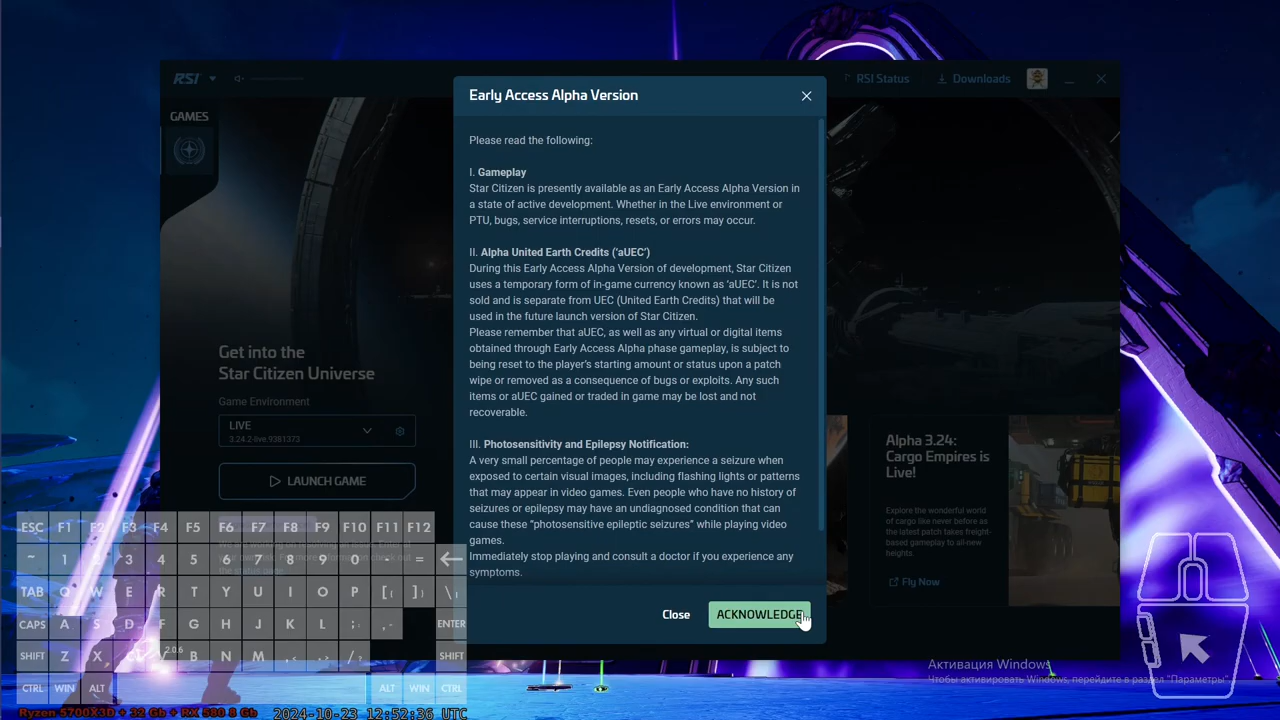 RSI
RSI Status
Downloads
GAMES
Early Access Alpha Version
Please read the following:
I. Gameplay
Star Citizen is presently available as an Early Access Alpha Version in
a state of active development. Whether in the Live environment or
PTU, bugs, service interruptions, resets, or errors may occur.
II. Alpha United Earth Credits (‘aUEC’)
During this Early Access Alpha Version of development, Star Citizen
uses a temporary form of in-game currency known as ‘aUEC’. It is not
sold and is separate from UEC (United Earth Credits) that will be
used in the future launch version of Star Citizen.
Please remember that aUEC, as well as any virtual or digital items
obtained through Early Access Alpha phase gameplay, is subject to
being reset to the player’s starting amount or status upon a patch
wipe or removed as a consequence of bugs or exploits. Any such
items or aUEC gained or traded in game may be lost and not
recoverable.
III. Photosensitivity and Epilepsy Notification:
A very small percentage of people may experience a seizure when
exposed to certain visual images, including flashing lights or patterns
that may appear in video games. Even people who have no history of
seizures or epilepsy may have an undiagnosed condition that can
cause these “photosensitive epileptic seizures” while playing video
games.
Immediately stop playing and consult a doctor if you experience any
symptoms.
Close
ACKNOWLEDGE
Get into the
Star Citizen Universe
Game Environment
LIVE
3.24.2-live.9381373
LAUNCH GAME
Alpha 3.24:
Cargo Empires is
Live!
Explore the wonderful world
of cargo like never before as
the latest patch takes freight-
based gameplay to all-new
heights.
Fly Now
ESC F1 F2 F3 F4 F5 F6 F7 F8 F9 F10 F11 F12
~ 1 3 4 5 6 7 8 9 0 - = ←
TAB Q W E R T Y U I O P [ ] \
CAPS A S D F G H J K L ; ENTER
SHIFT Z X C V B N M / SHIFT
2.0.6
CTRL WIN ALT ALT WIN CTRL
Ryzen 5700X3D + 32 Gb + RX 580 8 Gb 2024-10-23 12:52:36 UTC
Активация Windows
Чтобы активировать Windows, перейдите в раздел "Параметры".